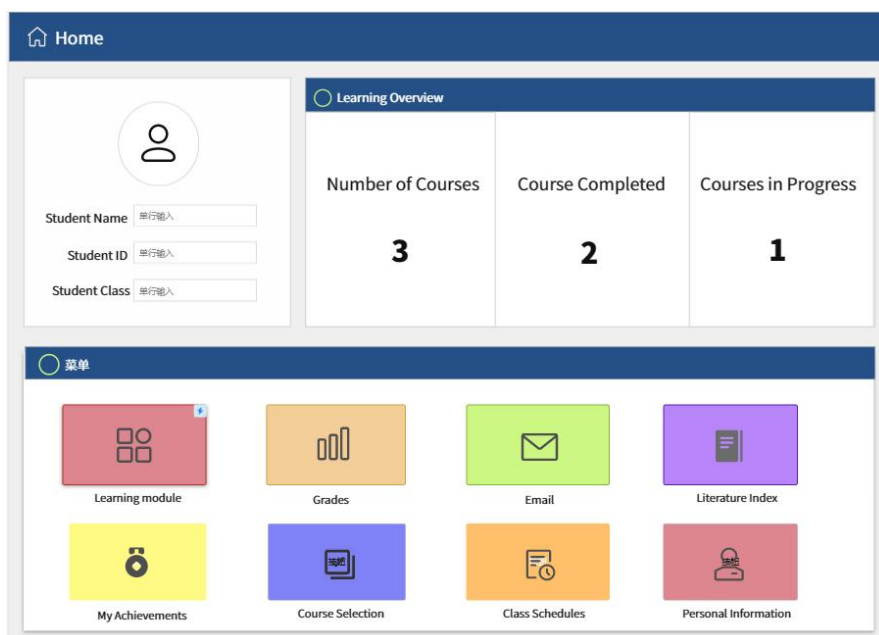 Home
Learning Overview
Student Name 单行输入
Student ID 单行输入
Student Class 单行输入
Number of Courses
3
Course Completed
2
Courses in Progress
1
菜单
Learning module
Grades
Email
Literature Index
My Achievements
Course Selection
Class Schedules
Personal Information